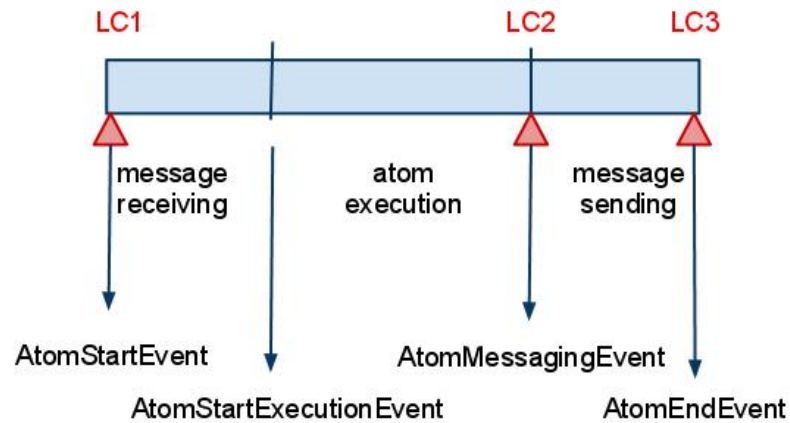 LC1
LC2
LC3
message
receiving
atom
execution
message
sending
AtomStartEvent
AtomMessagingEvent
AtomStartExecutionEvent
AtomEndEvent